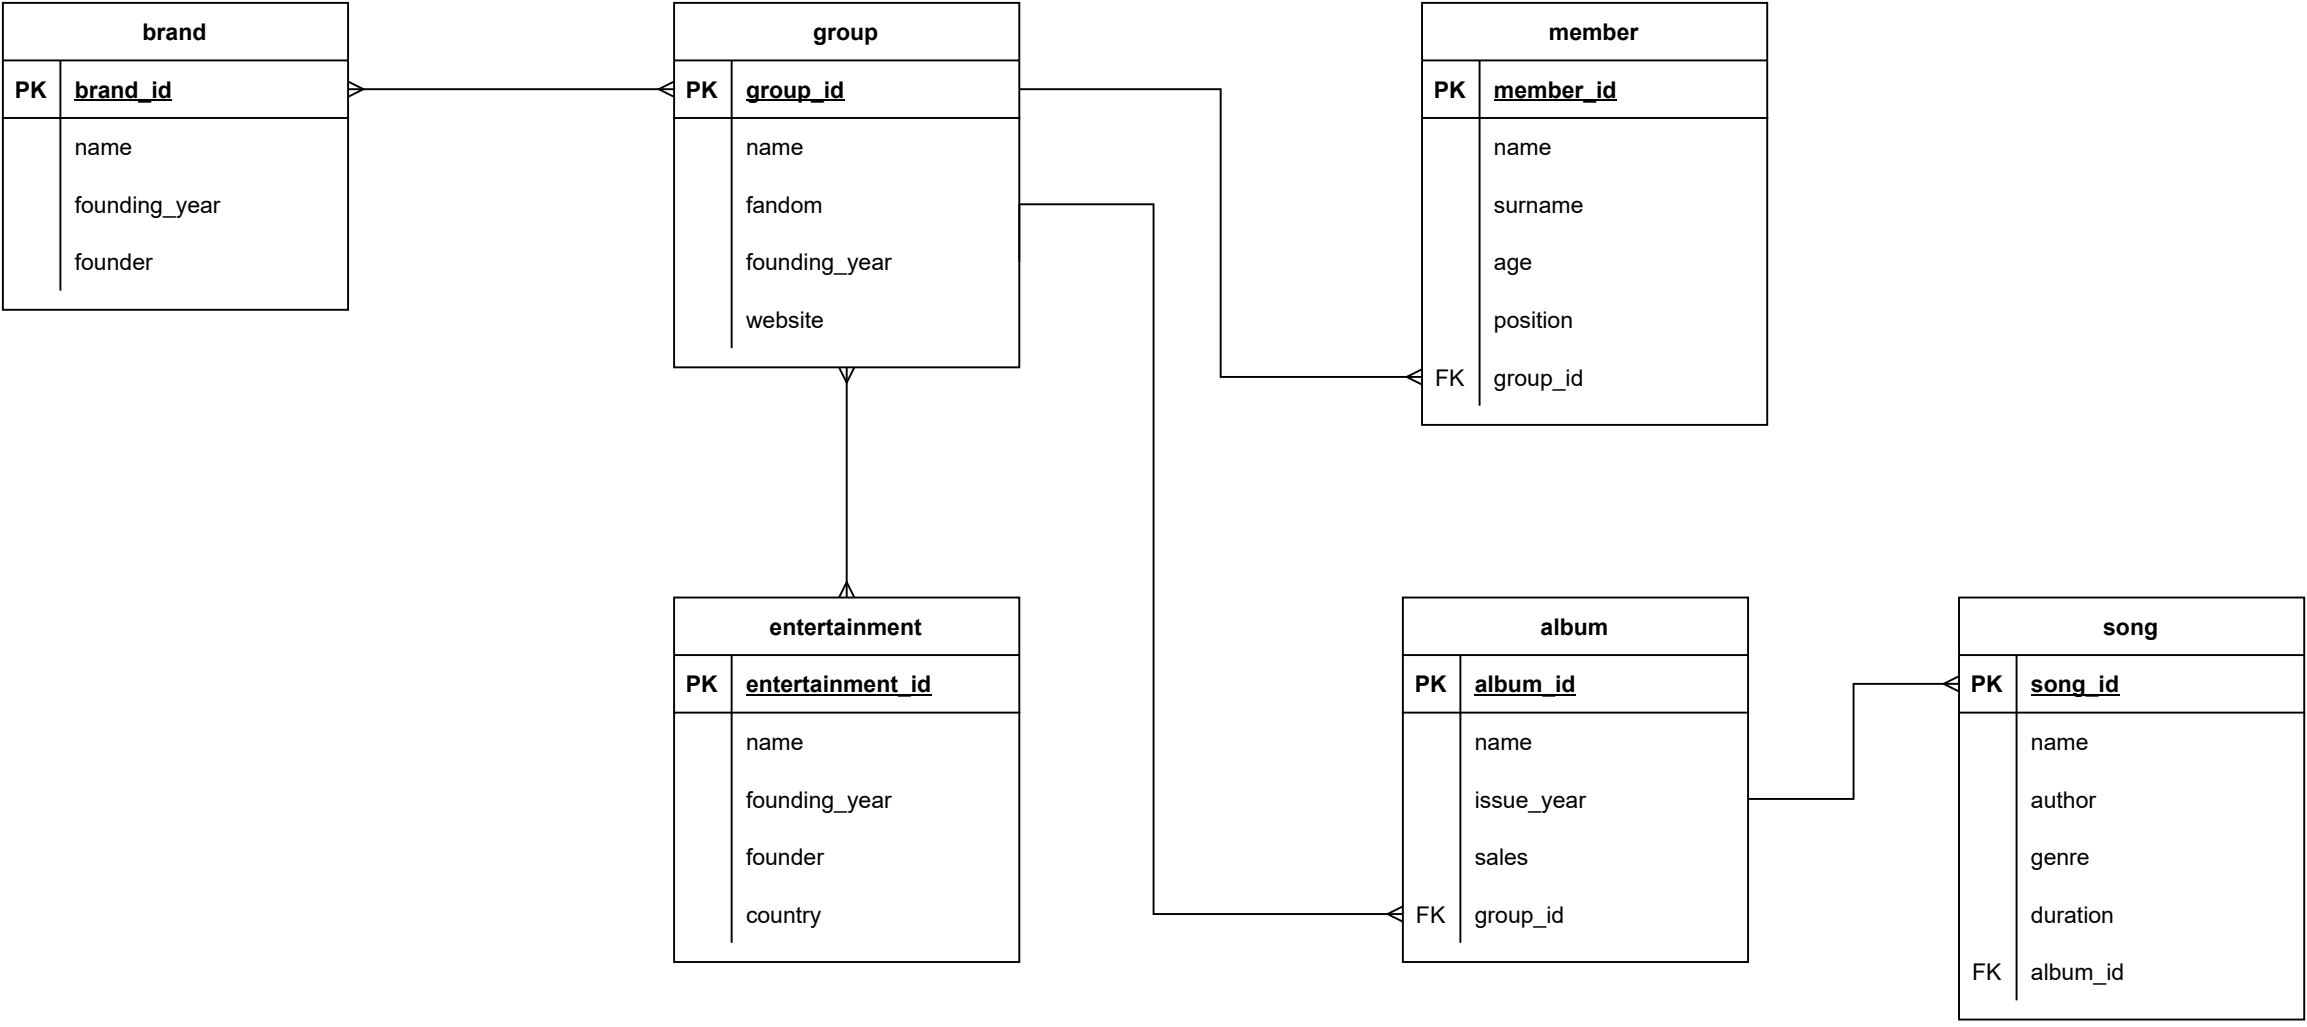 brand
PK brand_id
name
founding_year
founder
group
PK group_id
name
fandom
founding_year
website
member
PK member_id
name
surname
age
position
FK group_id
entertainment
PK entertainment_id
name
founding_year
founder
country
album
PK album_id
name
issue_year
sales
FK group_id
song
PK song_id
name
author
genre
duration
FK album_id